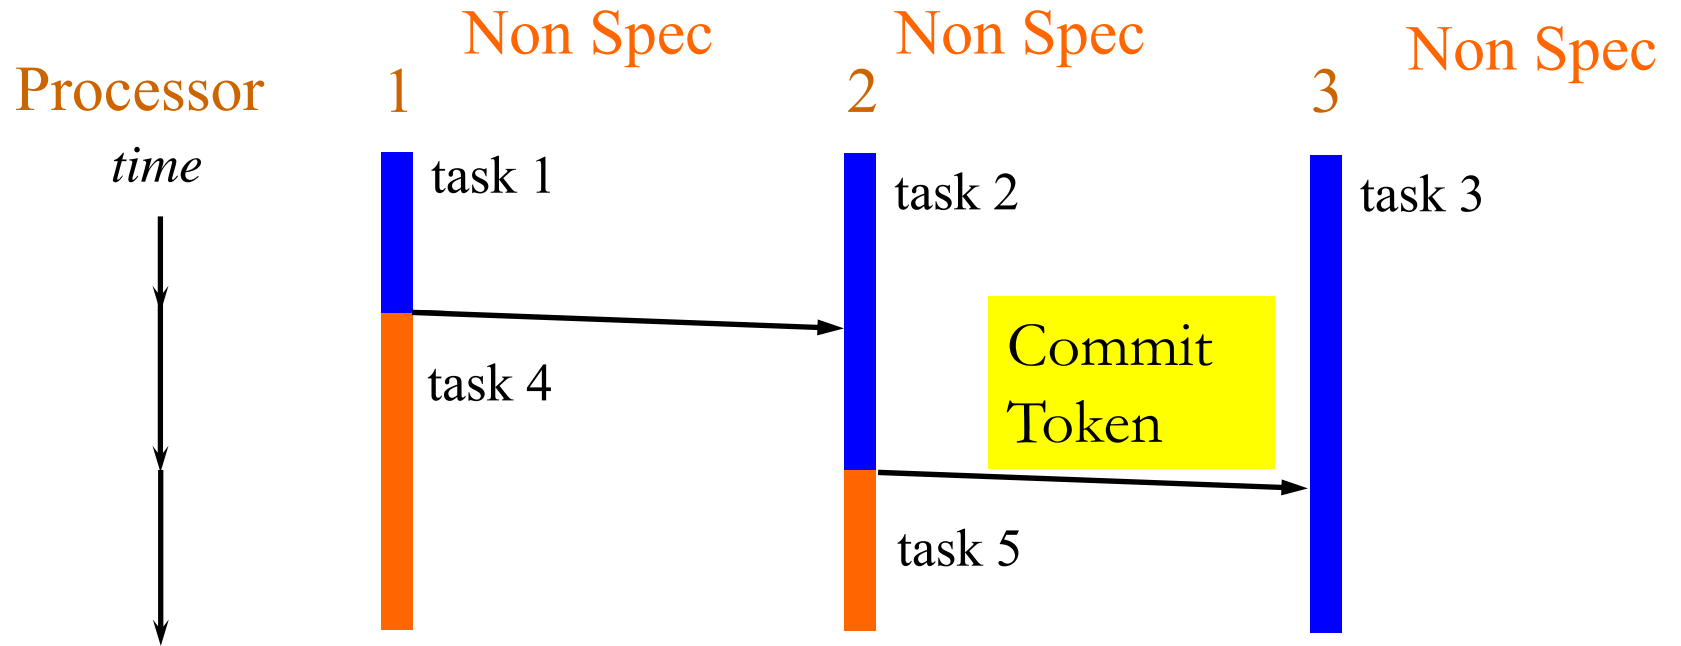 Non Spec Non Spec Non Spec
Processor 1 2 3
time
task 1 task 2 task 3
Commit
Token
task 4
task 5